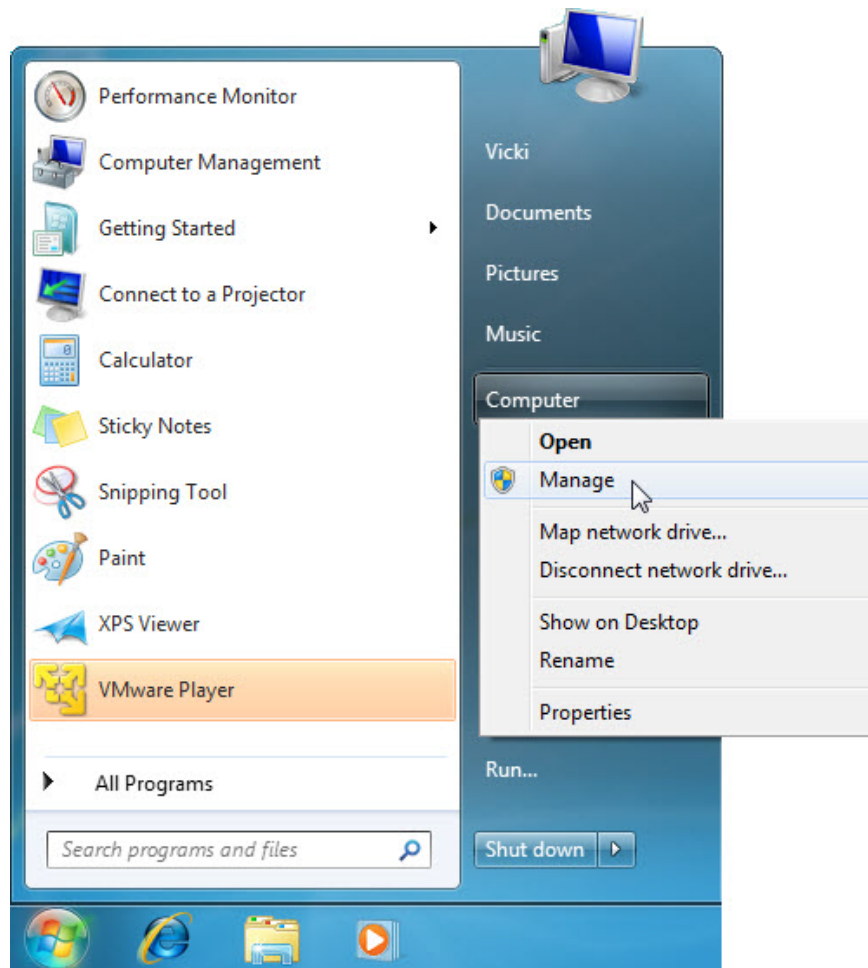 Performance Monitor
Computer Management
Getting Started
Connect to a Projector
Calculator
Sticky Notes
Snipping Tool
Paint
XPS Viewer
VMware Player
All Programs
Search programs and files
Vicki
Documents
Pictures
Music
Computer
Open
Manage
Map network drive...
Disconnect network drive...
Show on Desktop
Rename
Properties
Run...
Shut down